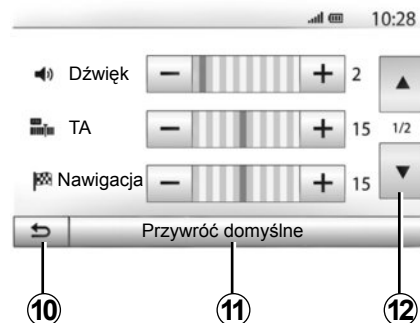 10:28
Dźwięk − + 2
TA − + 15 1/2
Nawigacja − + 15
Przywróć domyślne
10 11 12